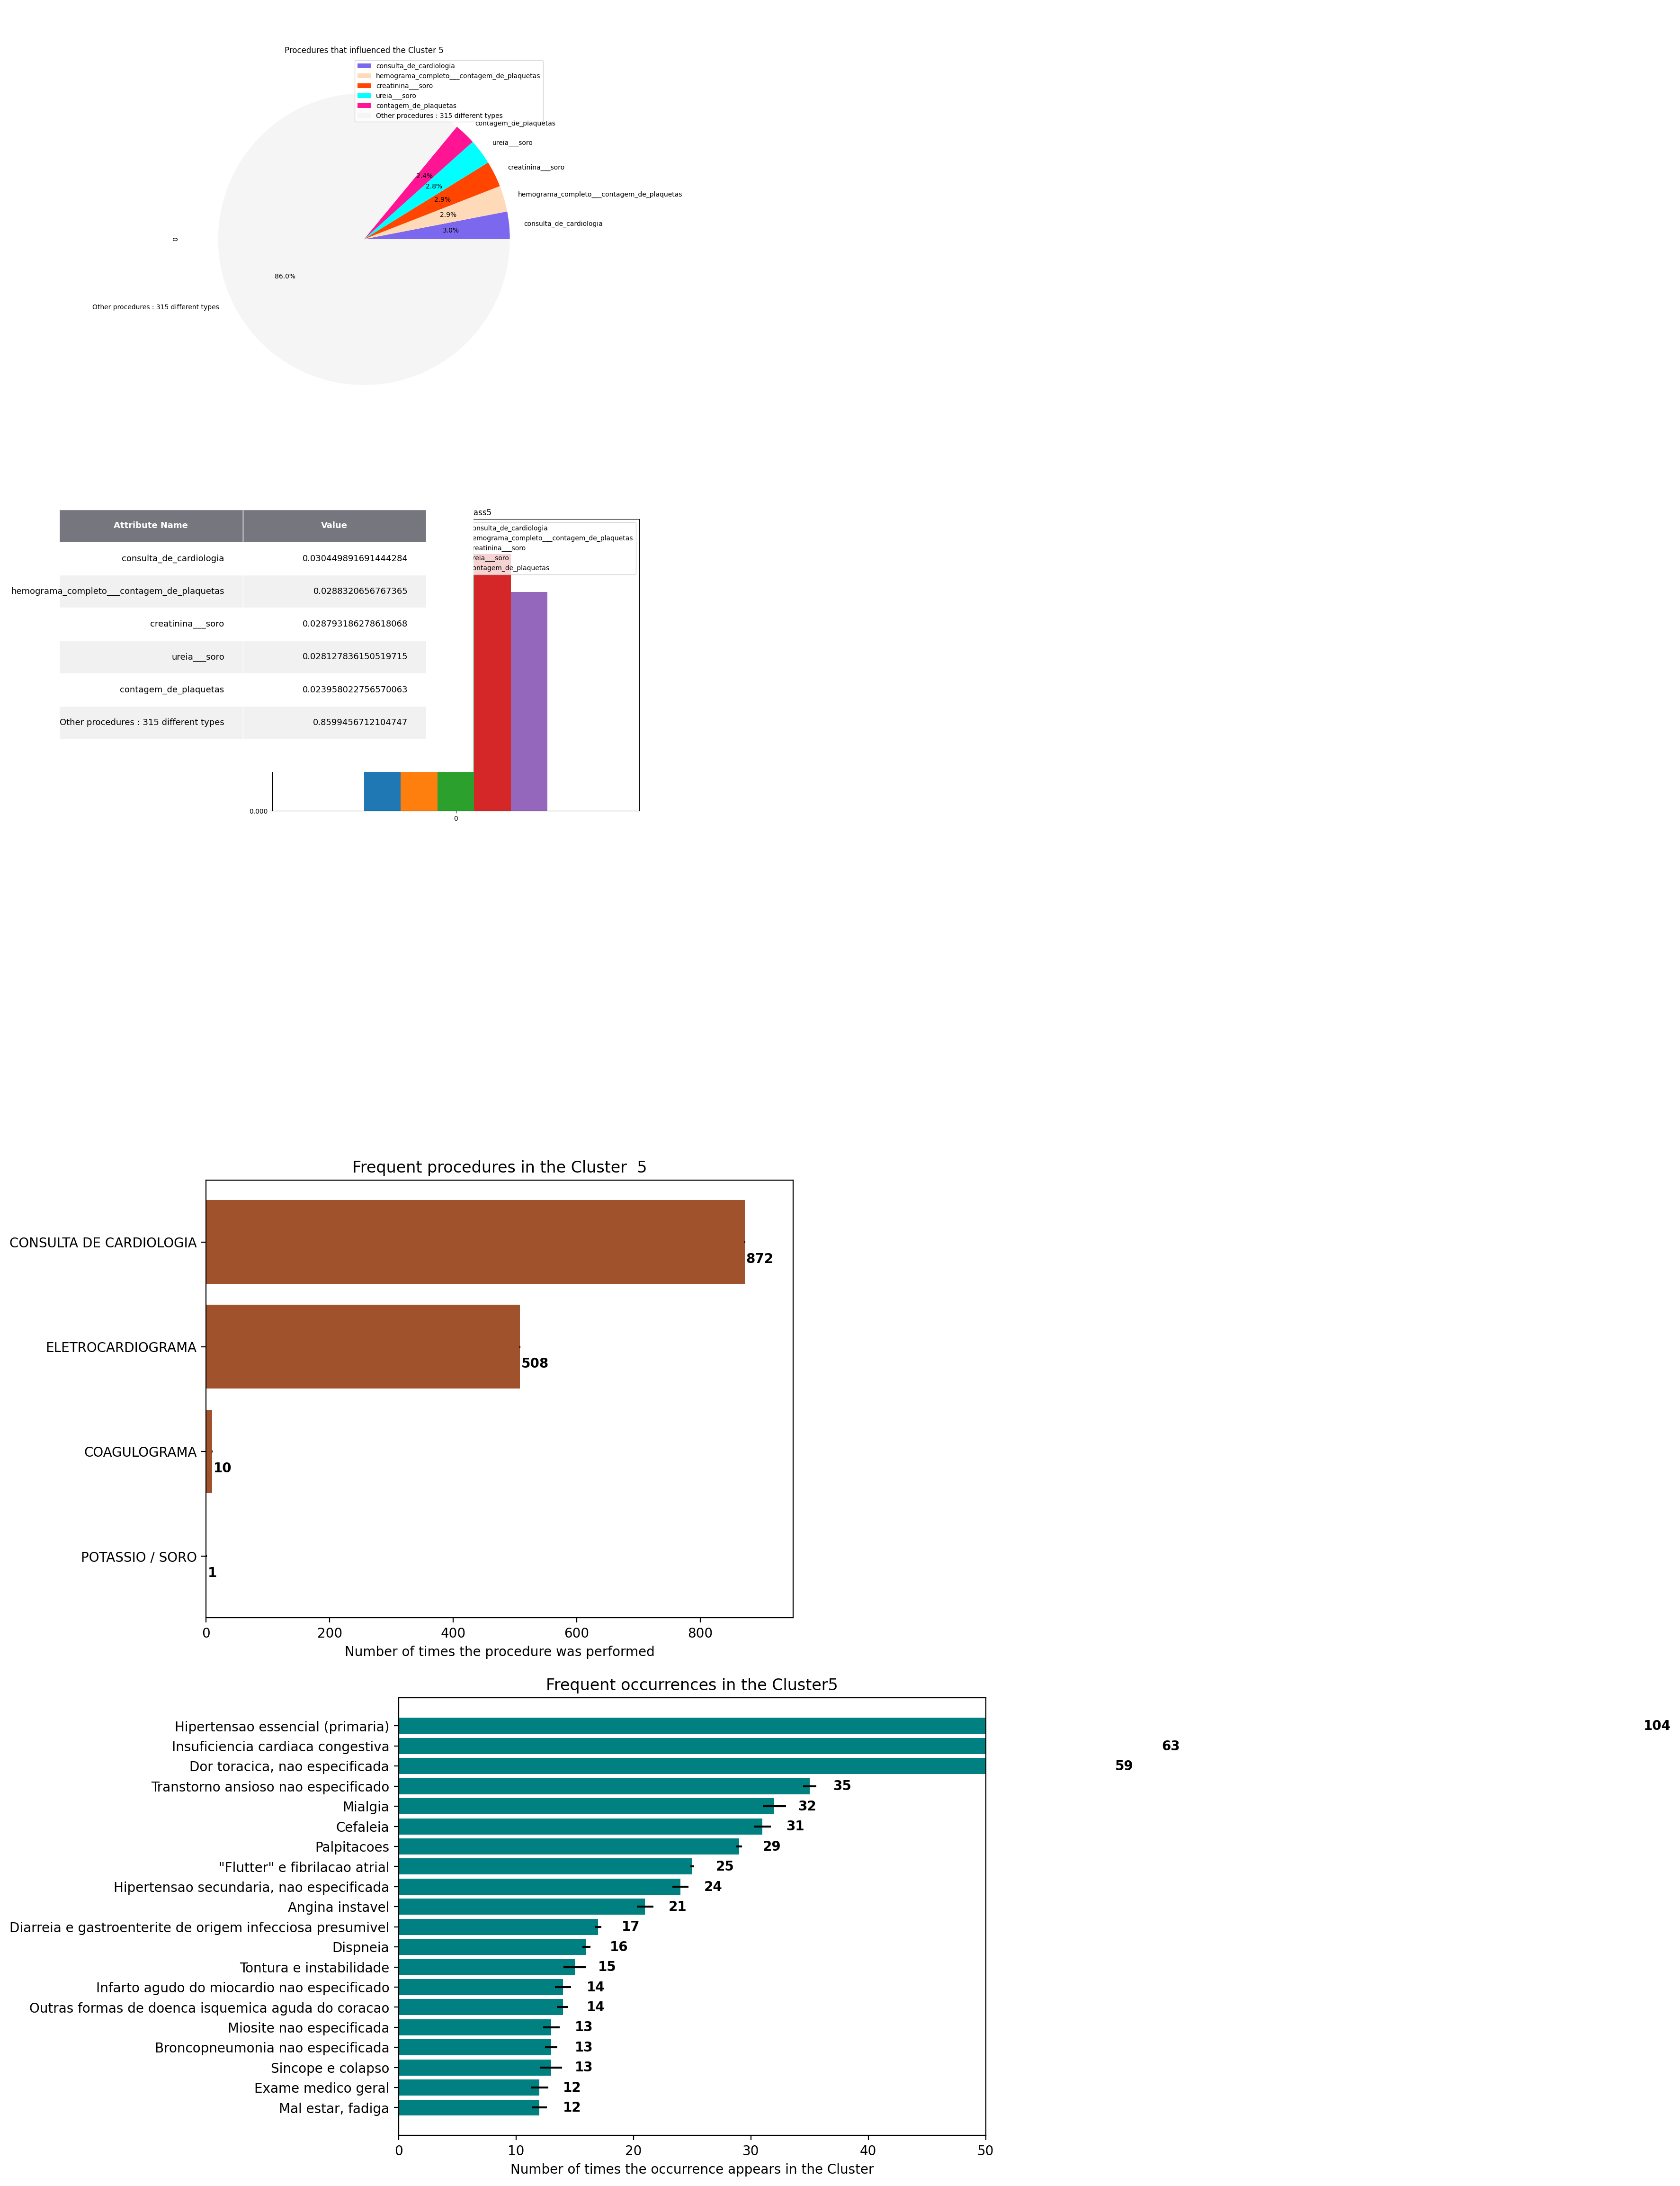 Procedures that influenced the Cluster 5
consulta_de_cardiologia
hemograma_completo___contagem_de_plaquetas
creatinina___soro
ureia___soro
contagem_de_plaquetas
Other procedures : 315 different types
contagem_de_plaquetas
ureia___soro
creatinina___soro
hemograma_completo___contagem_de_plaquetas
consulta_de_cardiologia
2.4%
2.8%
2.9%
2.9%
3.0%
0
86.0%
Other procedures : 315 different types
Attribute Name Value
consulta_de_cardiologia 0.030449891691444284
hemograma_completo___contagem_de_plaquetas 0.0288320656767365
creatinina___soro 0.028793186278618068
ureia___soro 0.028127836150519715
contagem_de_plaquetas 0.023958022756570063
Other procedures : 315 different types 0.8599456712104747
ass5
onsulta_de_cardiologia
emograma_completo___contagem_de_plaquetas
creatinina___soro
reia___soro
ontagem_de_plaquetas
0.000
0
Frequent procedures in the Cluster  5
CONSULTA DE CARDIOLOGIA
872
ELETROCARDIOGRAMA
508
COAGULOGRAMA
10
POTASSIO / SORO
1
0 200 400 600 800
Number of times the procedure was performed
Frequent occurrences in the Cluster5
Hipertensao essencial (primaria) 104
Insuficiencia cardiaca congestiva 63
Dor toracica, nao especificada 59
Transtorno ansioso nao especificado 35
Mialgia 32
Cefaleia 31
Palpitacoes 29
"Flutter" e fibrilacao atrial 25
Hipertensao secundaria, nao especificada 24
Angina instavel 21
Diarreia e gastroenterite de origem infecciosa presumivel 17
Dispneia 16
Tontura e instabilidade 15
Infarto agudo do miocardio nao especificado 14
Outras formas de doenca isquemica aguda do coracao 14
Miosite nao especificada 13
Broncopneumonia nao especificada 13
Sincope e colapso 13
Exame medico geral 12
Mal estar, fadiga 12
0 10 20 30 40 50
Number of times the occurrence appears in the Cluster